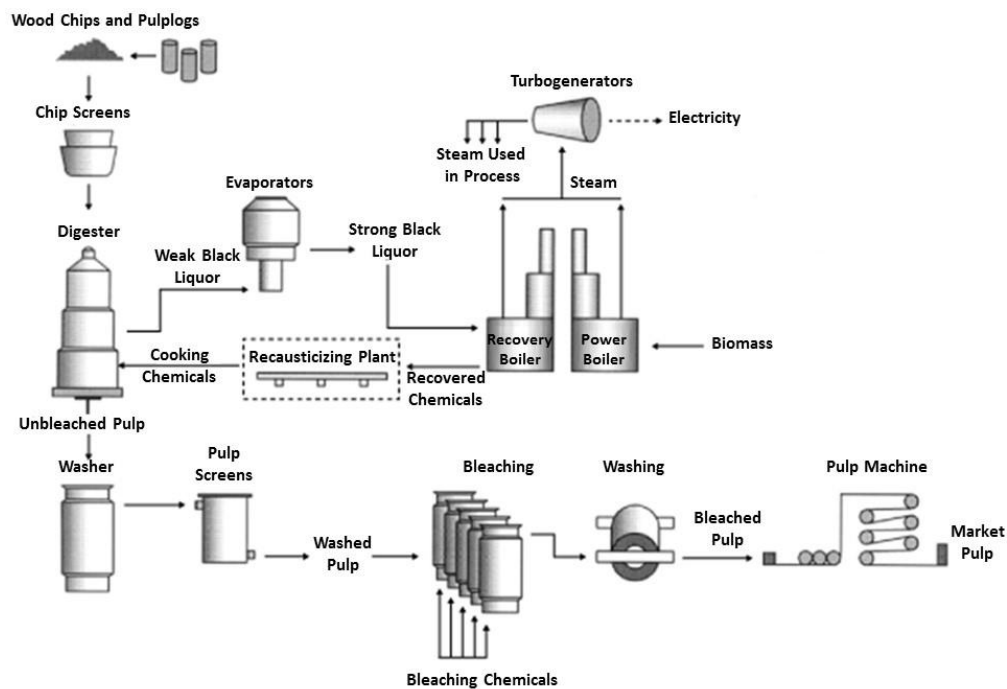 Wood Chips and Pulplogs
Chip Screens
Digester
Evaporators
Weak Black
Liquor
Strong Black
Liquor
Turbogenerators
Electricity
Steam Used
in Process
Steam
Recovery
Boiler
Power
Boiler
Biomass
Cooking
Chemicals
Recausticizing Plant
Recovered
Chemicals
Unbleached Pulp
Washer
Pulp
Screens
Washed
Pulp
Bleaching
Bleaching Chemicals
Washing
Bleached
Pulp
Pulp Machine
Market
Pulp